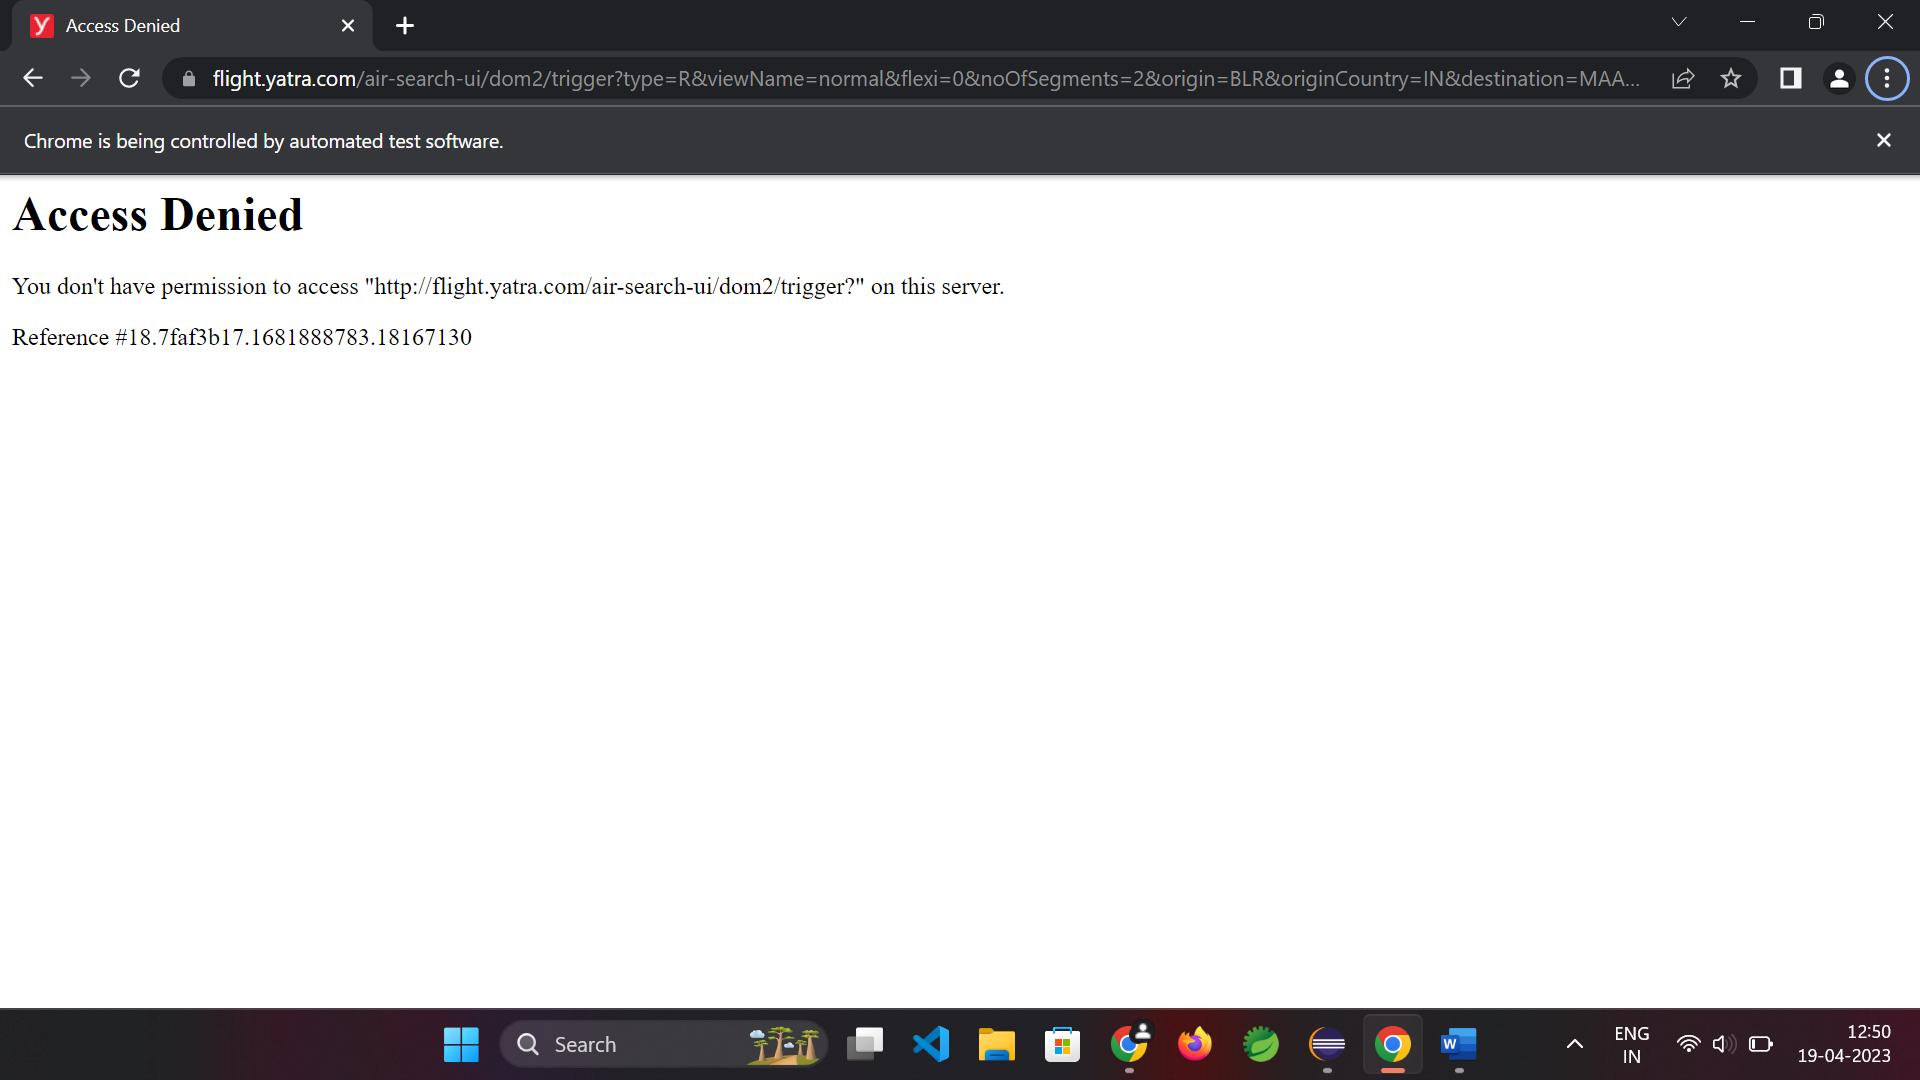 Access Denied
flight.yatra.com/air-search-ui/dom2/trigger?type=R&viewName=normal&flexi=0&noOfSegments=2&origin=BLR&originCountry=IN&destination=MAA...
Chrome is being controlled by automated test software.
Access Denied
You don't have permission to access "http://flight.yatra.com/air-search-ui/dom2/trigger?" on this server.
Reference #18.7faf3b17.1681888783.18167130
Search
ENG
IN
12:50
19-04-2023